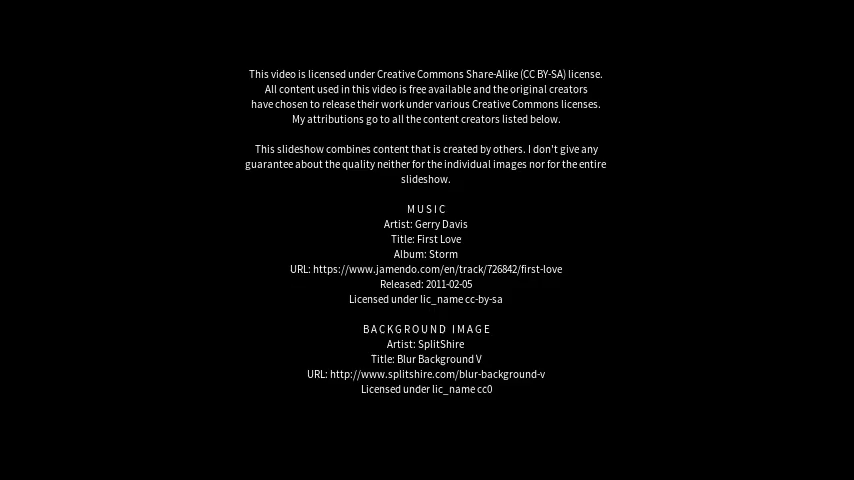 This video is licensed under Creative Commons Share-Alike (CC BY-SA) license.
All content used in this video is free available and the original creators
have chosen to release their work under various Creative Commons licenses.
My attributions go to all the content creators listed below.
This slideshow combines content that is created by others. I don't give any
guarantee about the quality neither for the individual images nor for the entire
slideshow.
MUSIC
Artist: Gerry Davis
Title: First Love
Album: Storm
URL: https://www.jamendo.com/en/track/726842/first-love
Released: 2011-02-05
Licensed under lic_name cc-by-sa
BACKGROUND IMAGE
Artist: SplitShire
Title: Blur Background V
URL: http://www.splitshire.com/blur-background-v
Licensed under lic_name cc0